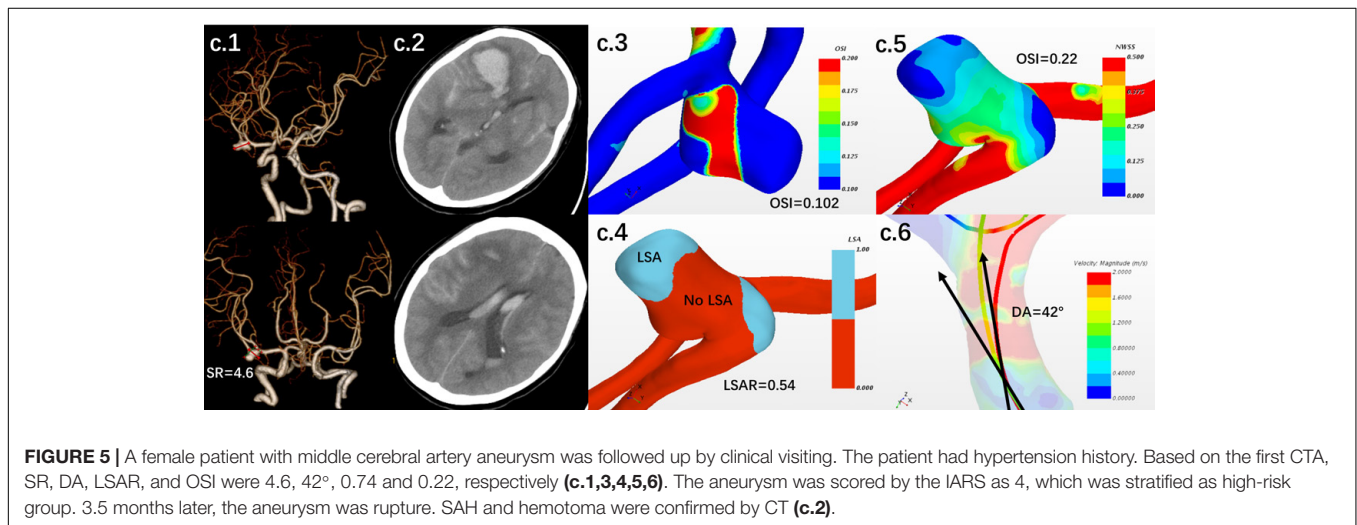 c.1
c.2
c.3
OSI
0.200
0.175
0.150
0.125
0.100
OSI=0.102
c.5
OSI=0.22
NWSS
0.500
0.375
0.250
0.125
0.000
SR=4.6
c.4
LSA
No LSA
LSAR=0.54
LSA
1.00
0.000
c.6
Velocity: Magnitude (m/s)
2.0000
1.6000
1.2000
0.80000
0.40000
0.00000
DA=42°
FIGURE 5 | A female patient with middle cerebral artery aneurysm was followed up by clinical visiting. The patient had hypertension history. Based on the first CTA,
SR, DA, LSAR, and OSI were 4.6, 42°, 0.74 and 0.22, respectively (c.1,3,4,5,6). The aneurysm was scored by the IARS as 4, which was stratified as high-risk
group. 3.5 months later, the aneurysm was rupture. SAH and hemotoma were confirmed by CT (c.2).